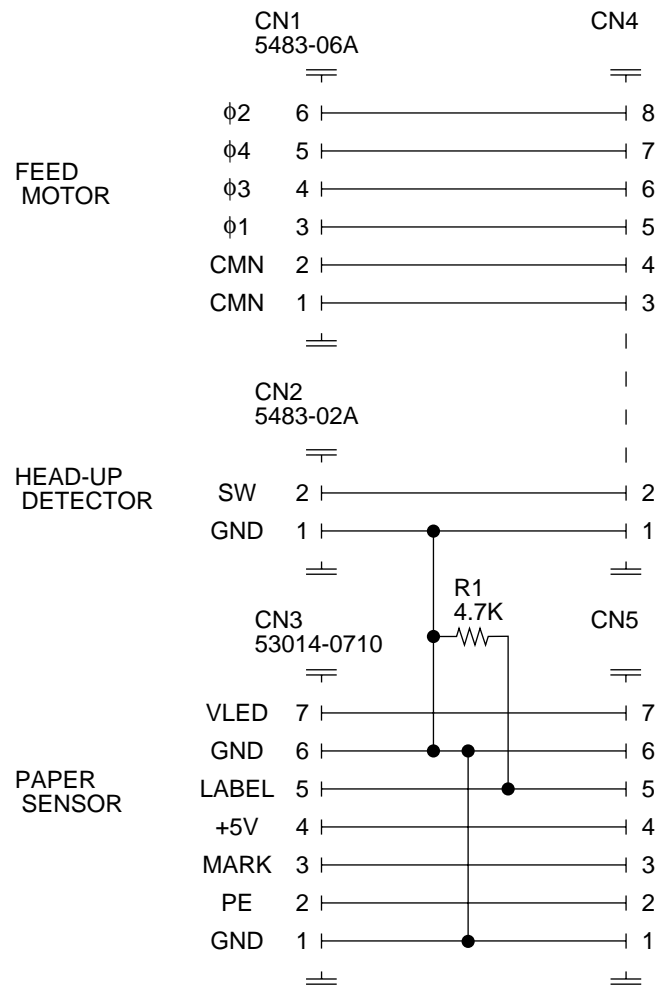 CN1
5483-06A
CN4
FEED
MOTOR
ϕ2 6 8
ϕ4 5 7
ϕ3 4 6
ϕ1 3 5
CMN 2 4
CMN 1 3
CN2
5483-02A
HEAD-UP
DETECTOR
SW 2 2
GND 1 1
R1
4.7K
CN3
53014-0710
CN5
PAPER
SENSOR
VLED 7 7
GND 6 6
LABEL 5 5
+5V 4 4
MARK 3 3
PE 2 2
GND 1 1